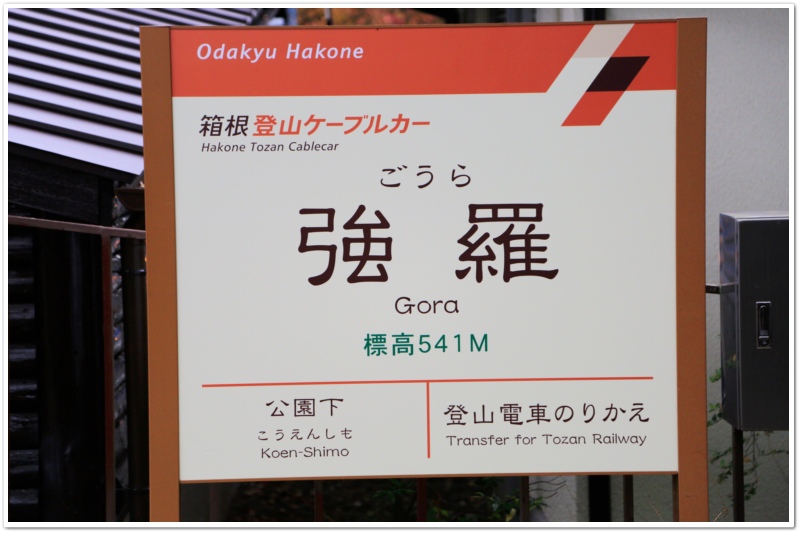 Odakyu Hakone
箱根 登山ケーブルカー
Hakone Tozan Cablecar
ごうら
強羅
Gora
標高541M
公園下
こうえんしも
Koen-Shimo
登山電車のりかえ
Transfer for Tozan Railway